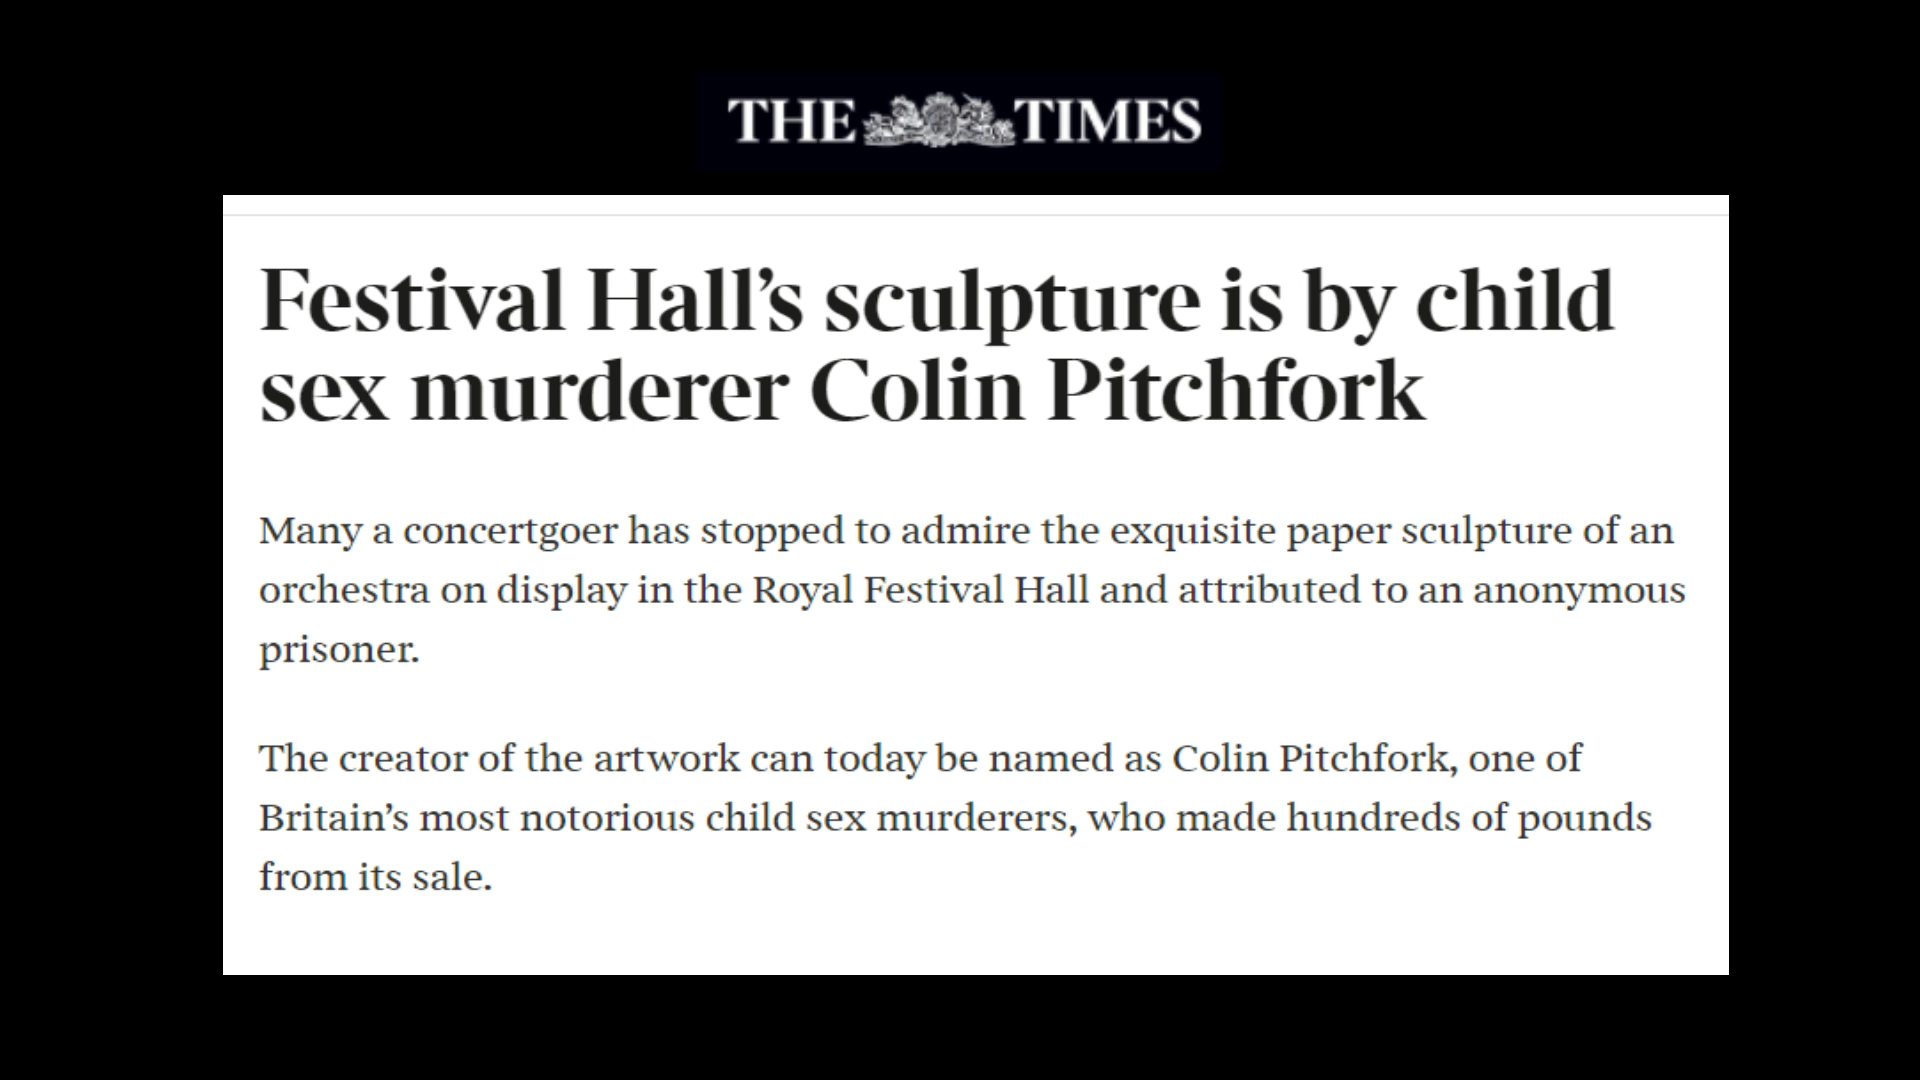 THE TIMES
Festival Hall’s sculpture is by child
sex murderer Colin Pitchfork
Many a concertgoer has stopped to admire the exquisite paper sculpture of an
orchestra on display in the Royal Festival Hall and attributed to an anonymous
prisoner.
The creator of the artwork can today be named as Colin Pitchfork, one of
Britain’s most notorious child sex murderers, who made hundreds of pounds
from its sale.